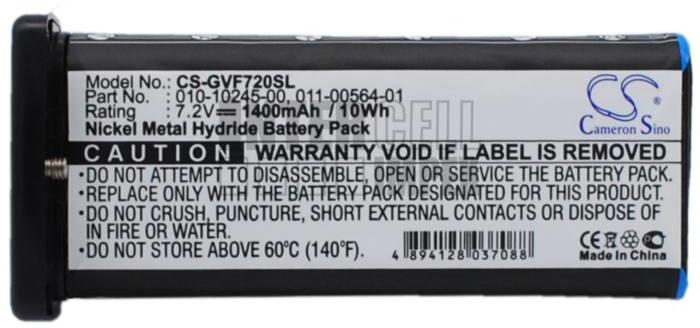 Model No.: CS-GVF720SL
Part No. : 010-10245-00, 011-00564-01
Rating : 7.2V⎓1400mAh / 10Wh
Nickel Metal Hydride Battery Pack
CS
Cameron Sino
CAUTION WARRANTY VOID IF LABEL IS REMOVED
•DO NOT ATTEMPT TO DISASSEMBLE, OPEN OR SERVICE THE BATTERY PACK.
•REPLACE ONLY WITH THE BATTERY PACK DESIGNATED FOR THIS PRODUCT.
•DO NOT CRUSH, PUNCTURE, SHORT EXTERNAL CONTACTS OR DISPOSE OF
IN FIRE OR WATER.
•DO NOT STORE ABOVE 60°C (140°F).
4 894128 037088
CE
Made In China